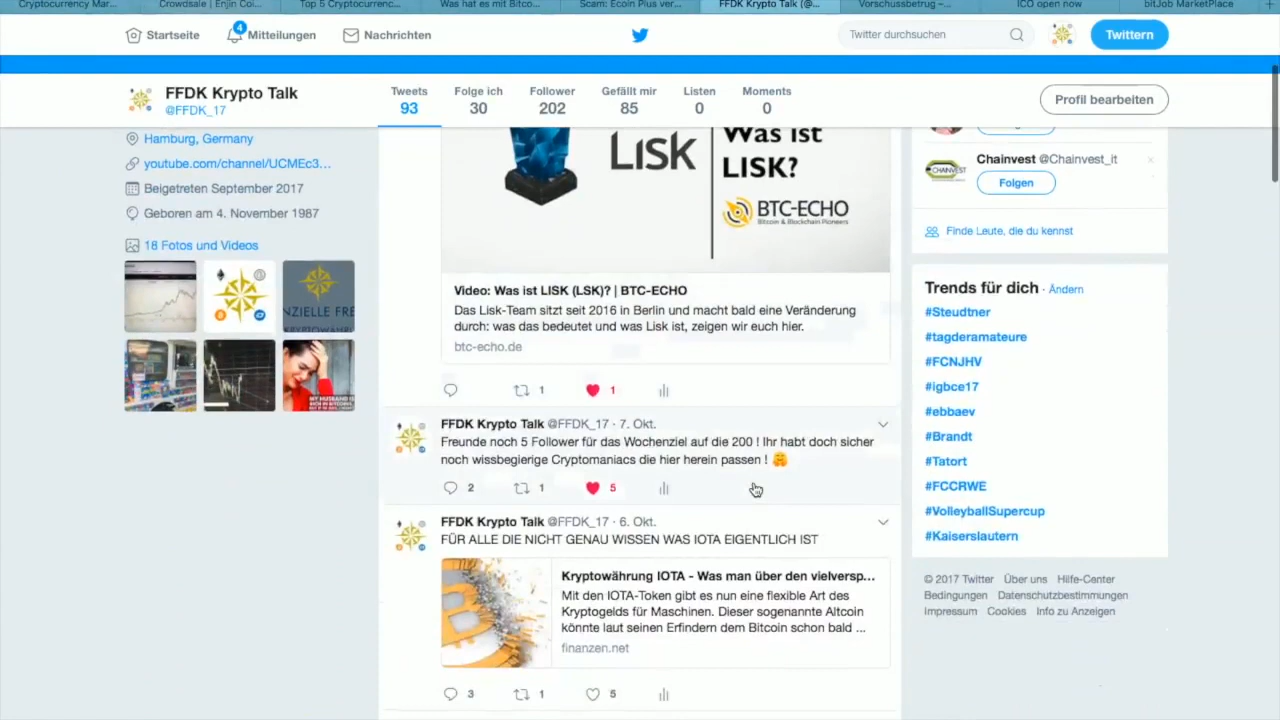 Cryptocurrency Mar...
Crowdsale | Enjin Coi...
Top 5 Cryptocurrenc...
Was hat es mit Bitco...
Scam: Ecoin Plus ver...
FFDK Krypto Talk (@...
Vorschussbetrug –...
ICO open now
bitJob MarketPlace
Startseite
4
Mitteilungen
Nachrichten
Twitter durchsuchen
Twittern
FFDK Krypto Talk
@FFDK_17
Tweets
93
Folge ich
30
Follower
202
Gefällt mir
85
Listen
0
Moments
0
Profil bearbeiten
Hamburg, Germany
youtube.com/channel/UCMEc3...
Beigetreten September 2017
Geboren am 4. November 1987
18 Fotos und Videos
NZIELLE FRE
KRYPTOWÄHRU
MY HUSBAND IS
LISK
Was ist
LISK?
BTC-ECHO
Bitcoin & Blockchain Pioneers
Video: Was ist LISK (LSK)? | BTC-ECHO
Das Lisk-Team sitzt seit 2016 in Berlin und macht bald eine Veränderung
durch: was das bedeutet und was Lisk ist, zeigen wir euch hier.
btc-echo.de
1 1
FFDK Krypto Talk @FFDK_17 · 7. Okt.
Freunde noch 5 Follower für das Wochenziel auf die 200 ! Ihr habt doch sicher
noch wissbegierige Cryptomaniacs die hier herein passen ! 🤗
2 1 5
FFDK Krypto Talk @FFDK_17 · 6. Okt.
FÜR ALLE DIE NICHT GENAU WISSEN WAS IOTA EIGENTLICH IST
Kryptowährung IOTA - Was man über den vielversp...
Mit den IOTA-Token gibt es nun eine flexible Art des
Kryptogelds für Maschinen. Dieser sogenannte Altcoin
könnte laut seinen Erfindern dem Bitcoin schon bald ...
finanzen.net
3 1 5
CHAINVEST
Chainvest @Chainvest_it
Folgen
Finde Leute, die du kennst
Trends für dich · Ändern
#Steudtner
#tagderamateure
#FCNJHV
#igbce17
#ebbaev
#Brandt
#Tatort
#FCCRWE
#VolleyballSupercup
#Kaiserslautern
© 2017 Twitter Über uns Hilfe-Center
Bedingungen Datenschutzbestimmungen
Impressum Cookies Info zu Anzeigen